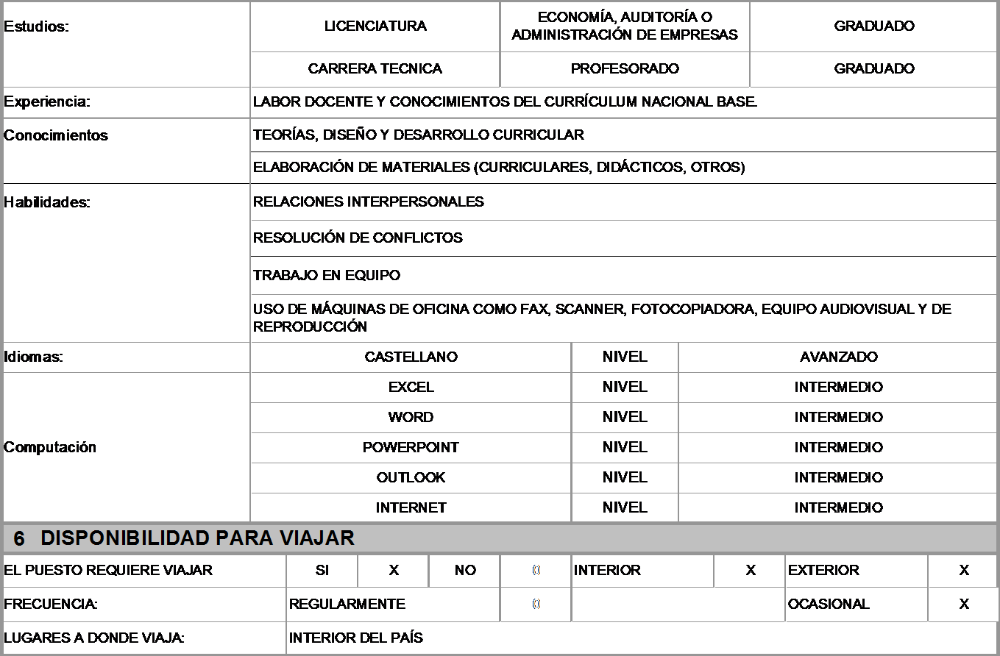 Estudios: LICENCIATURA ECONOMÍA, AUDITORÍA O ADMINISTRACIÓN DE EMPRESAS GRADUADO
CARRERA TECNICA PROFESORADO GRADUADO
Experiencia: LABOR DOCENTE Y CONOCIMIENTOS DEL CURRÍCULUM NACIONAL BASE.
Conocimientos TEORÍAS, DISEÑO Y DESARROLLO CURRICULAR
ELABORACIÓN DE MATERIALES (CURRICULARES, DIDÁCTICOS, OTROS)
Habilidades: RELACIONES INTERPERSONALES
RESOLUCIÓN DE CONFLICTOS
TRABAJO EN EQUIPO
USO DE MÁQUINAS DE OFICINA COMO FAX, SCANNER, FOTOCOPIADORA, EQUIPO AUDIOVISUAL Y DE
REPRODUCCIÓN
Idiomas: CASTELLANO NIVEL AVANZADO
EXCEL NIVEL INTERMEDIO
WORD NIVEL INTERMEDIO
Computación POWERPOINT NIVEL INTERMEDIO
OUTLOOK NIVEL INTERMEDIO
INTERNET NIVEL INTERMEDIO
6 DISPONIBILIDAD PARA VIAJAR
EL PUESTO REQUIERE VIAJAR SI X NO 0 INTERIOR X EXTERIOR X
FRECUENCIA: REGULARMENTE 0 OCASIONAL X
LUGARES A DONDE VIAJA: INTERIOR DEL PAÍS